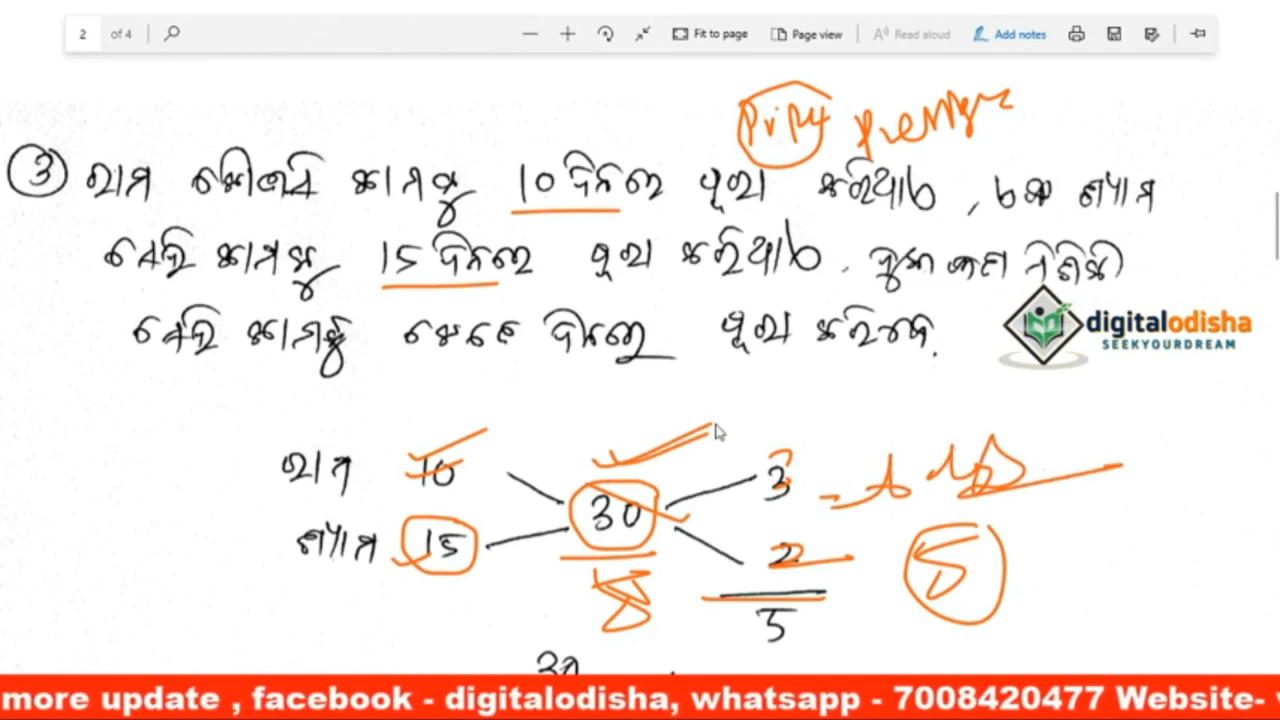 2 of 4 Fit to page Page view Read aloud Add notes
③ ରାମ କୌଣସି କାମକୁ 10 ଦିନରେ ପୂରା କରିଥାଏ , ଏବଂ ଶ୍ୟାମ
ସେହି କାମକୁ 15 ଦିନରେ ପୂରା କରିଥାଏ . ଦୁହେଁ ମିଶି
ସେହି କାମକୁ କେତେ ଦିନରେ ପୂରା କରିବେ .
digitalodisha
SEEKYOURDREAM
ରାମ 10 30 3
ଶ୍ୟାମ 15 2 5
5
30
more update , facebook - digitalodisha, whatsapp - 7008420477 Website-